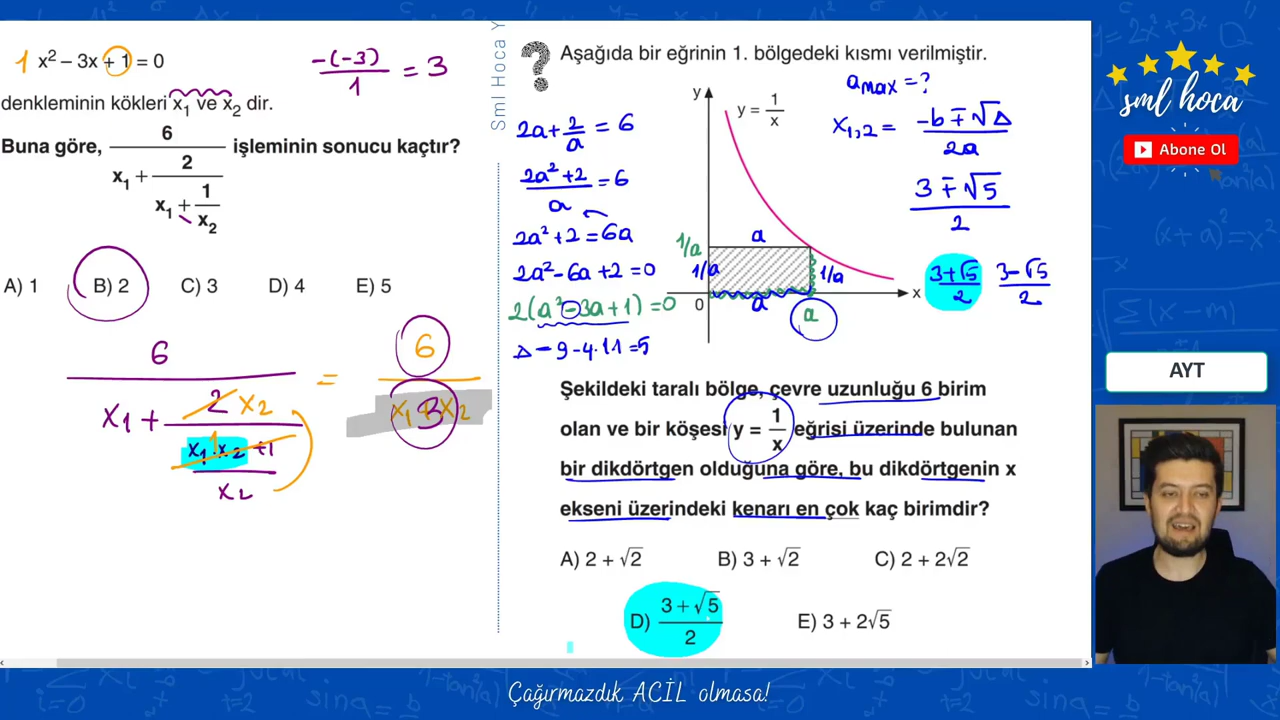 1 x² − 3x + 1 = 0
−(−3)/1 = 3
denkleminin kökleri x₁ ve x₂ dir.
Buna göre, 6/(x₁ + 2/(x₁ + 1/x₂)) işleminin sonucu kaçtır?
A) 1 B) 2 C) 3 D) 4 E) 5
6/(x₁ + 2x₂/((x₁·x₂ + 1)/x₂)) = 6/(x₁ + x₂)
1
3
Sml Hoca Y
?
Aşağıda bir eğrinin 1. bölgedeki kısmı verilmiştir.
aMAX = ?
2a + 2/a = 6
(2a² + 2)/a = 6
2a² + 2 = 6a
2a² − 6a + 2 = 0
2(a² − 3a + 1) = 0
Δ = 9 − 4·1·1 = 5
y
y = 1/x
1/a
1/a
a
1/a
0
a
a
x
x₁,₂ = (−b ∓ √Δ)/2a
(3 ∓ √5)/2
(3+√5)/2 (3−√5)/2
Şekildeki taralı bölge, çevre uzunluğu 6 birim
olan ve bir köşesi y = 1/x eğrisi üzerinde bulunan
bir dikdörtgen olduğuna göre, bu dikdörtgenin x
ekseni üzerindeki kenarı en çok kaç birimdir?
A) 2 + √2 B) 3 + √2 C) 2 + 2√2
D) (3 + √5)/2 E) 3 + 2√5
sml hoca
Abone Ol
AYT
Çağırmazdık ACİL olmasa!